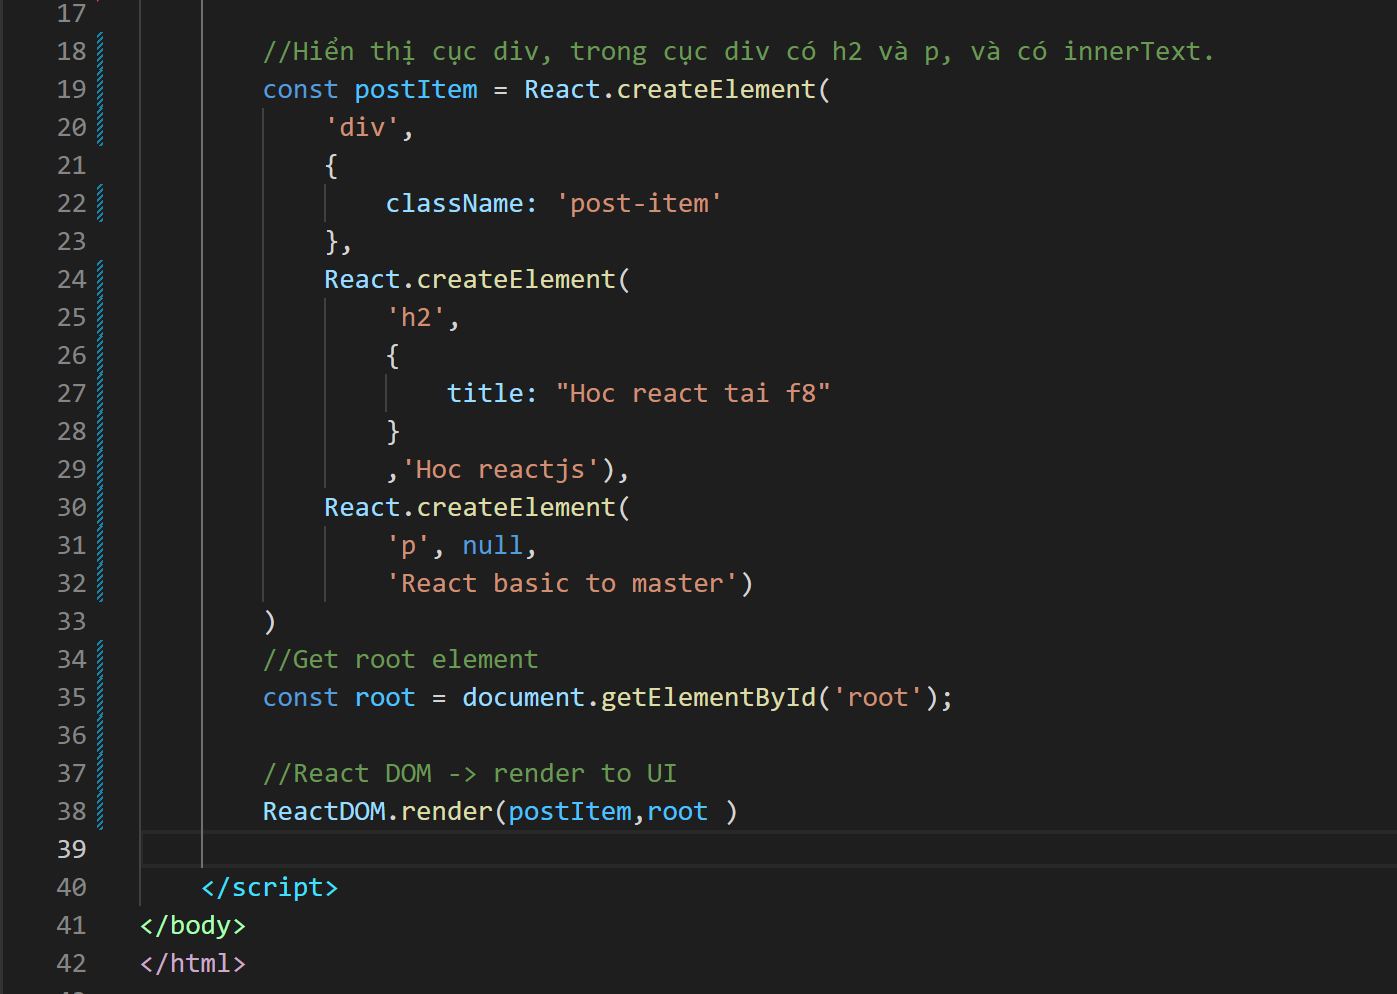 17
18 //Hiển thị cục div, trong cục div có h2 và p, và có innerText.
19 const postItem = React.createElement(
20 'div',
21 {
22 className: 'post-item'
23 },
24 React.createElement(
25 'h2',
26 {
27 title: "Hoc react tai f8"
28 }
29 ,'Hoc reactjs'),
30 React.createElement(
31 'p', null,
32 'React basic to master')
33 )
34 //Get root element
35 const root = document.getElementById('root');
36
37 //React DOM -> render to UI
38 ReactDOM.render(postItem,root )
39
40 </script>
41 </body>
42 </html>